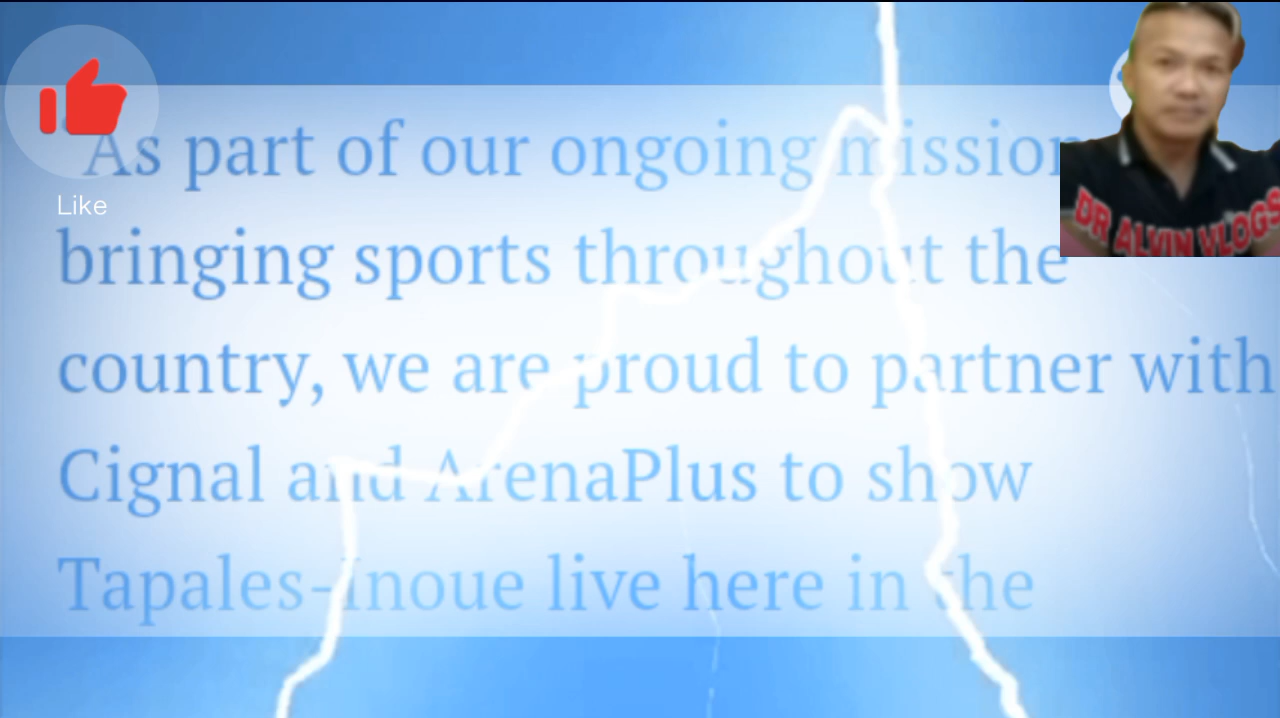 "As part of our ongoing mission
bringing sports throughout the
country, we are proud to partner with
Cignal and ArenaPlus to show
Tapales-Inoue live here in the
Like
DR ALVIN VLOGS